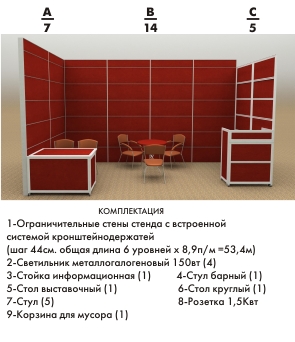 A B C
7 14 5
КОМПЛЕКТАЦИЯ
1-Ограничительные стены стенда с встроенной
системой кронштейнодержатей
(шаг 44см. общая длина 6 уровней х 8,9п/м =53,4м)
2-Светильник металлогалогеновый 150вт (4)
3-Стойка информационная (1) 4-Стул барный (1)
5-Стол выставочный (1) 6-Стол круглый (1)
7-Стул (5) 8-Розетка 1,5Квт
9-Корзина для мусора (1)